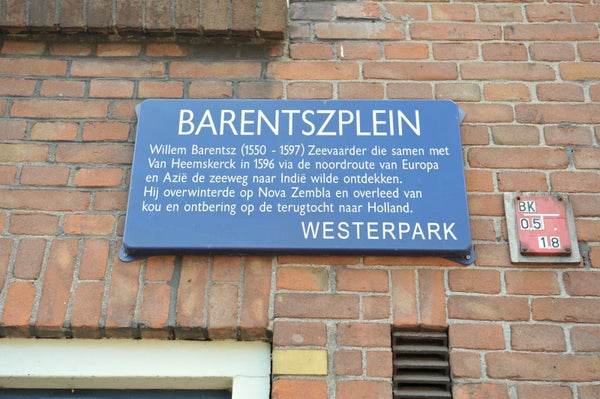 BARENTSZPLEIN
Willem Barentsz (1550 - 1597) Zeevaarder die samen met
Van Heemskerck in 1596 via de noordroute van Europa
en Azië de zeeweg naar Indië wilde ontdekken.
Hij overwinterde op Nova Zembla en overleed van
kou en ontbering op de terugtocht naar Holland.
WESTERPARK
BK
05
18